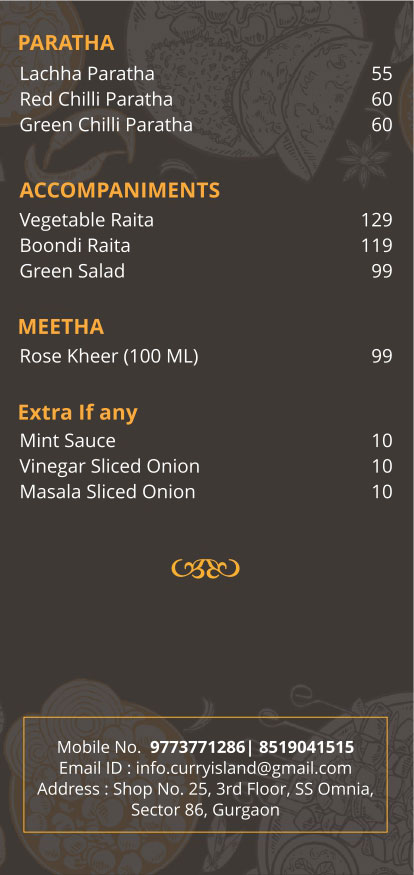 PARATHA
Lachha Paratha 55
Red Chilli Paratha 60
Green Chilli Paratha 60
ACCOMPANIMENTS
Vegetable Raita 129
Boondi Raita 119
Green Salad 99
MEETHA
Rose Kheer (100 ML) 99
Extra If any
Mint Sauce 10
Vinegar Sliced Onion 10
Masala Sliced Onion 10
Mobile No. 9773771286| 8519041515
Email ID : info.curryisland@gmail.com
Address : Shop No. 25, 3rd Floor, SS Omnia,
Sector 86, Gurgaon